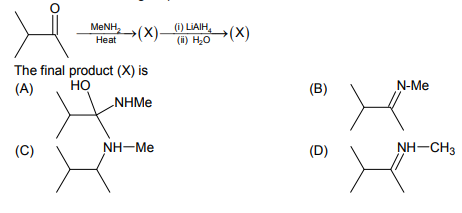 O
MeNH2 (i) LiAlH4
Heat (X) (ii) H2O (X)
The final product (X) is
(A) HO NHMe
(B) N-Me
(C) NH-Me
(D) NH-CH3